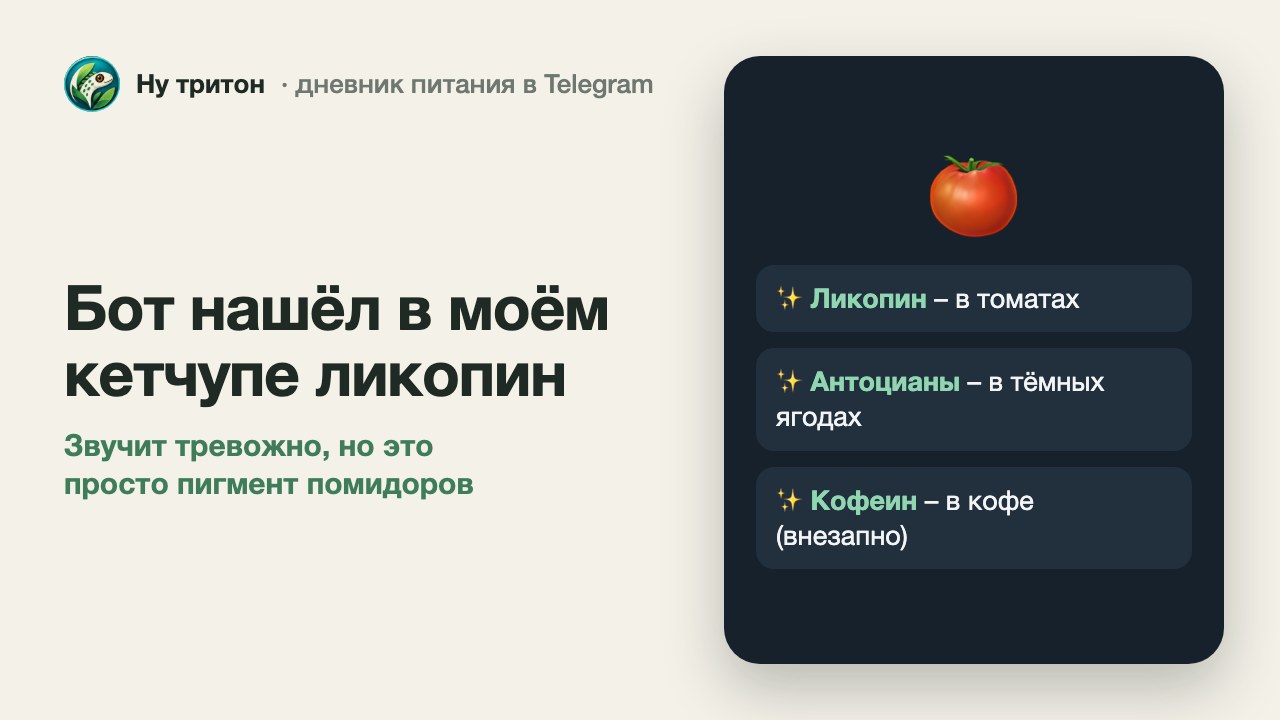 Ну тритон · дневник питания в Telegram
Бот нашёл в моём
кетчупе ликопин
Звучит тревожно, но это
просто пигмент помидоров
✨ Ликопин – в томатах
✨ Антоцианы – в тёмных
ягодах
✨ Кофеин – в кофе
(внезапно)